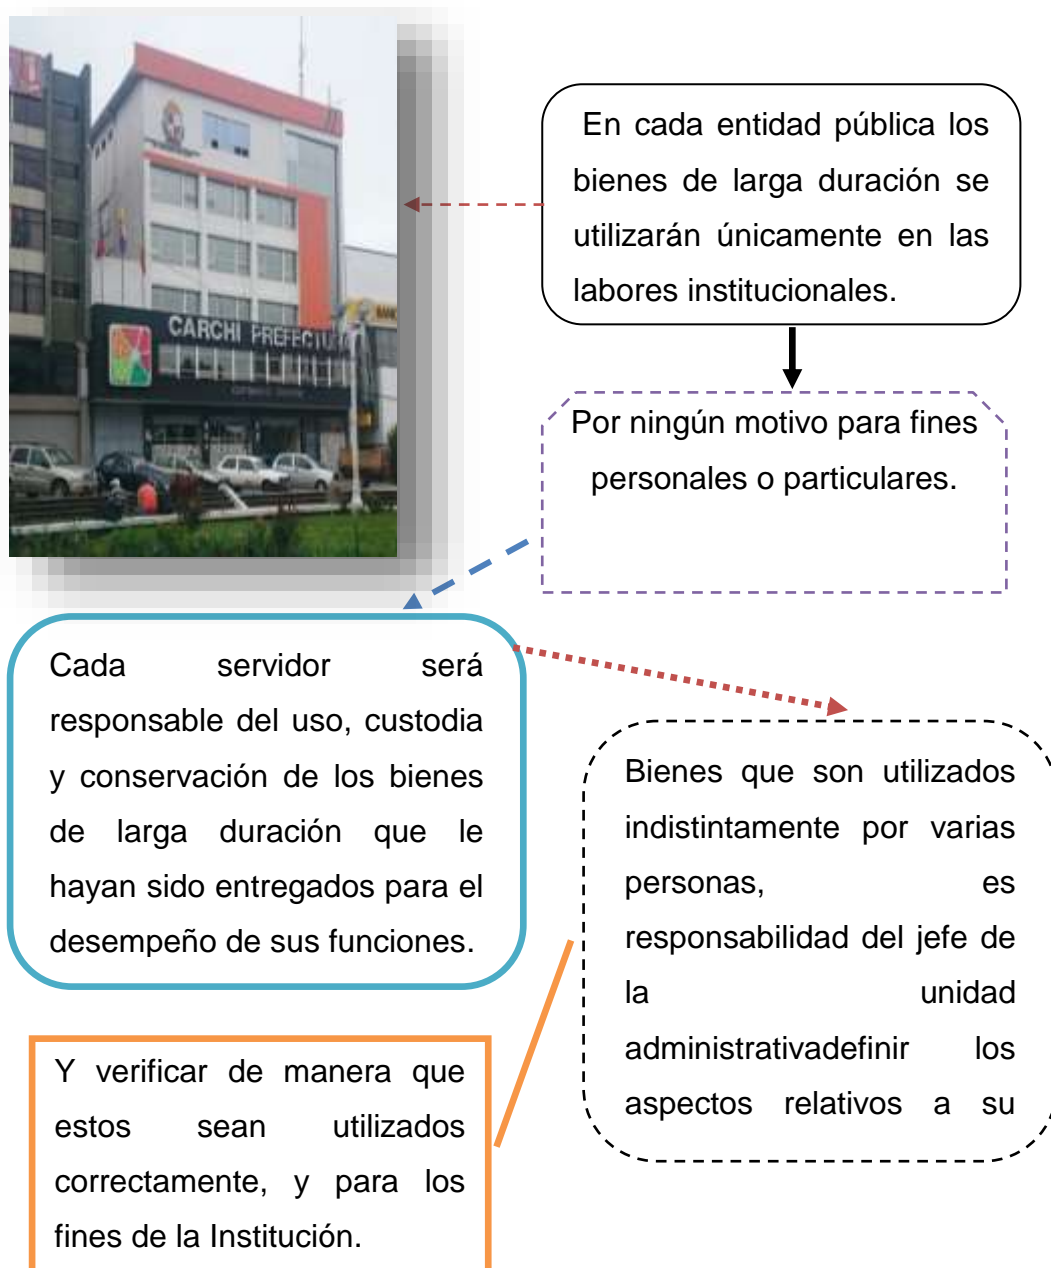 CARCHI PREFECTU
En cada entidad pública los
bienes de larga duración se
utilizarán únicamente en las
labores institucionales.
Por ningún motivo para fines
personales o particulares.
Cada servidor será
responsable del uso, custodia
y conservación de los bienes
de larga duración que le
hayan sido entregados para el
desempeño de sus funciones.
Bienes que son utilizados
indistintamente por varias
personas, es
responsabilidad del jefe de
la unidad
administrativadefinir los
aspectos relativos a su
Y verificar de manera que
estos sean utilizados
correctamente, y para los
fines de la Institución.